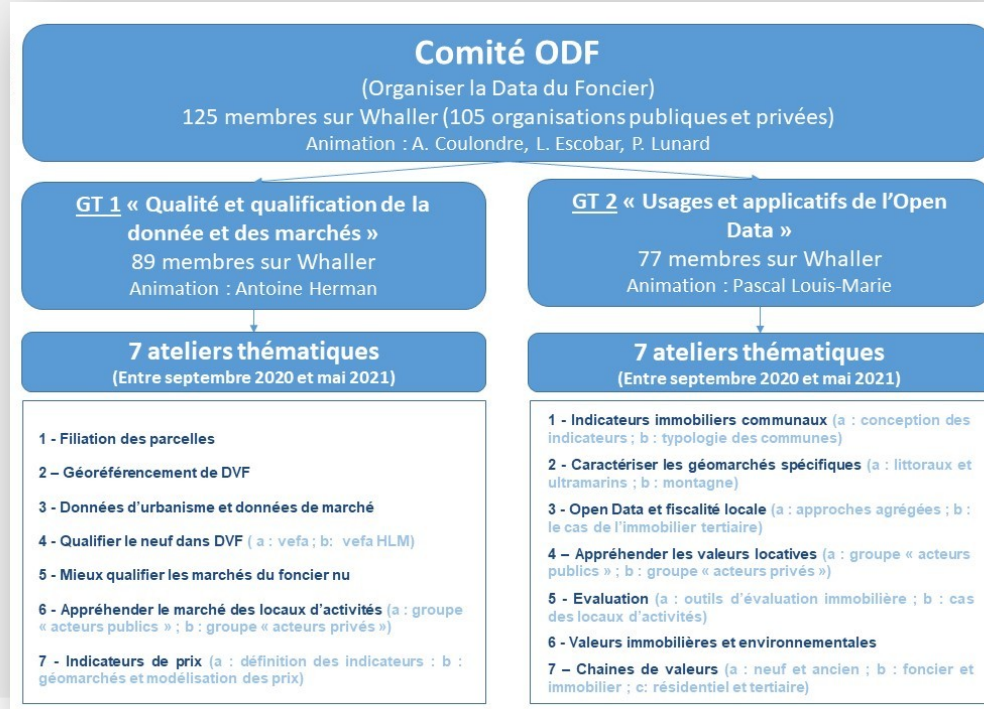 Comité ODF
(Organiser la Data du Foncier)
125 membres sur Whaller (105 organisations publiques et privées)
Animation : A. Coulondre, L. Escobar, P. Lunard
GT 1 « Qualité et qualification de la
donnée et des marchés »
89 membres sur Whaller
Animation : Antoine Herman
7 ateliers thématiques
(Entre septembre 2020 et mai 2021)
1 - Filiation des parcelles
2 – Géoréférencement de DVF
3 - Données d'urbanisme et données de marché
4 - Qualifier le neuf dans DVF ( a : vefa ; b: vefa HLM)
5 - Mieux qualifier les marchés du foncier nu
6 - Appréhender le marché des locaux d'activités (a : groupe
« acteurs publics » ; b : groupe « acteurs privés »)
7 - Indicateurs de prix (a : définition des indicateurs : b :
géomarchés et modélisation des prix)
GT 2 « Usages et applicatifs de l'Open
Data »
77 membres sur Whaller
Animation : Pascal Louis-Marie
7 ateliers thématiques
(Entre septembre 2020 et mai 2021)
1 - Indicateurs immobiliers communaux (a : conception des
indicateurs ; b : typologie des communes)
2 - Caractériser les géomarchés spécifiques (a : littoraux et
ultramarins ; b : montagne)
3 - Open Data et fiscalité locale (a : approches agrégées ; b :
le cas de l'immobilier tertiaire)
4 – Appréhender les valeurs locatives (a : groupe « acteurs
publics » ; b : groupe « acteurs privés »)
5 - Evaluation (a : outils d'évaluation immobilière ; b : cas
des locaux d'activités)
6 - Valeurs immobilières et environnementales
7 – Chaines de valeurs (a : neuf et ancien ; b : foncier et
immobilier ; c: résidentiel et tertiaire)